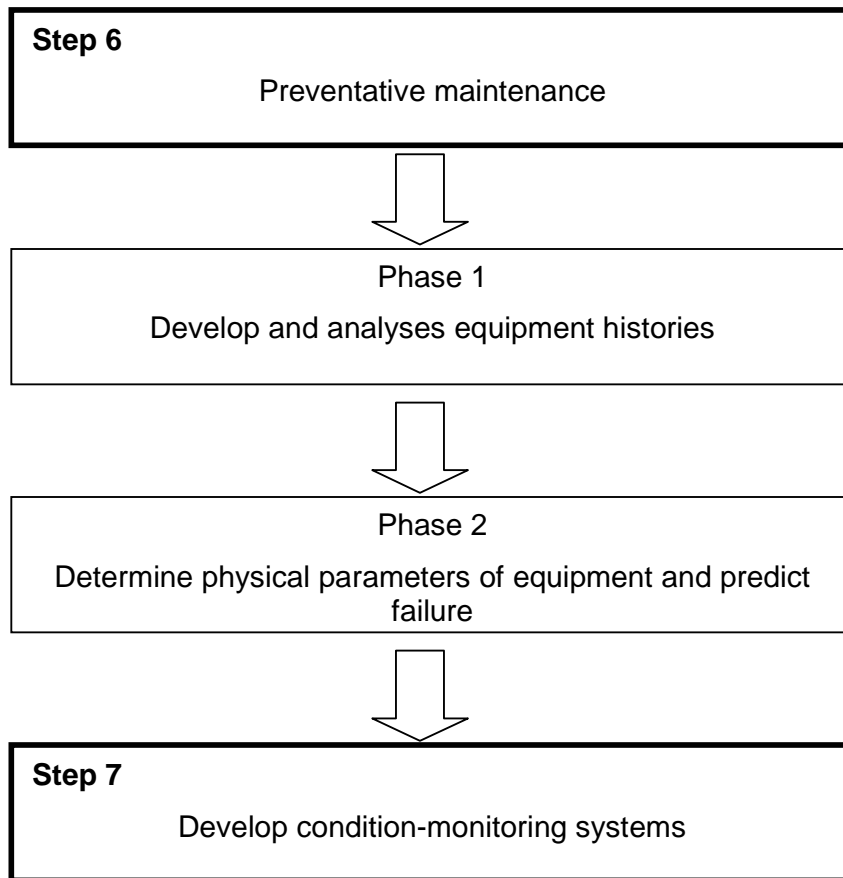 Step 6
Preventative maintenance
Phase 1
Develop and analyses equipment histories
Phase 2
Determine physical parameters of equipment and predict
failure
Step 7
Develop condition-monitoring systems